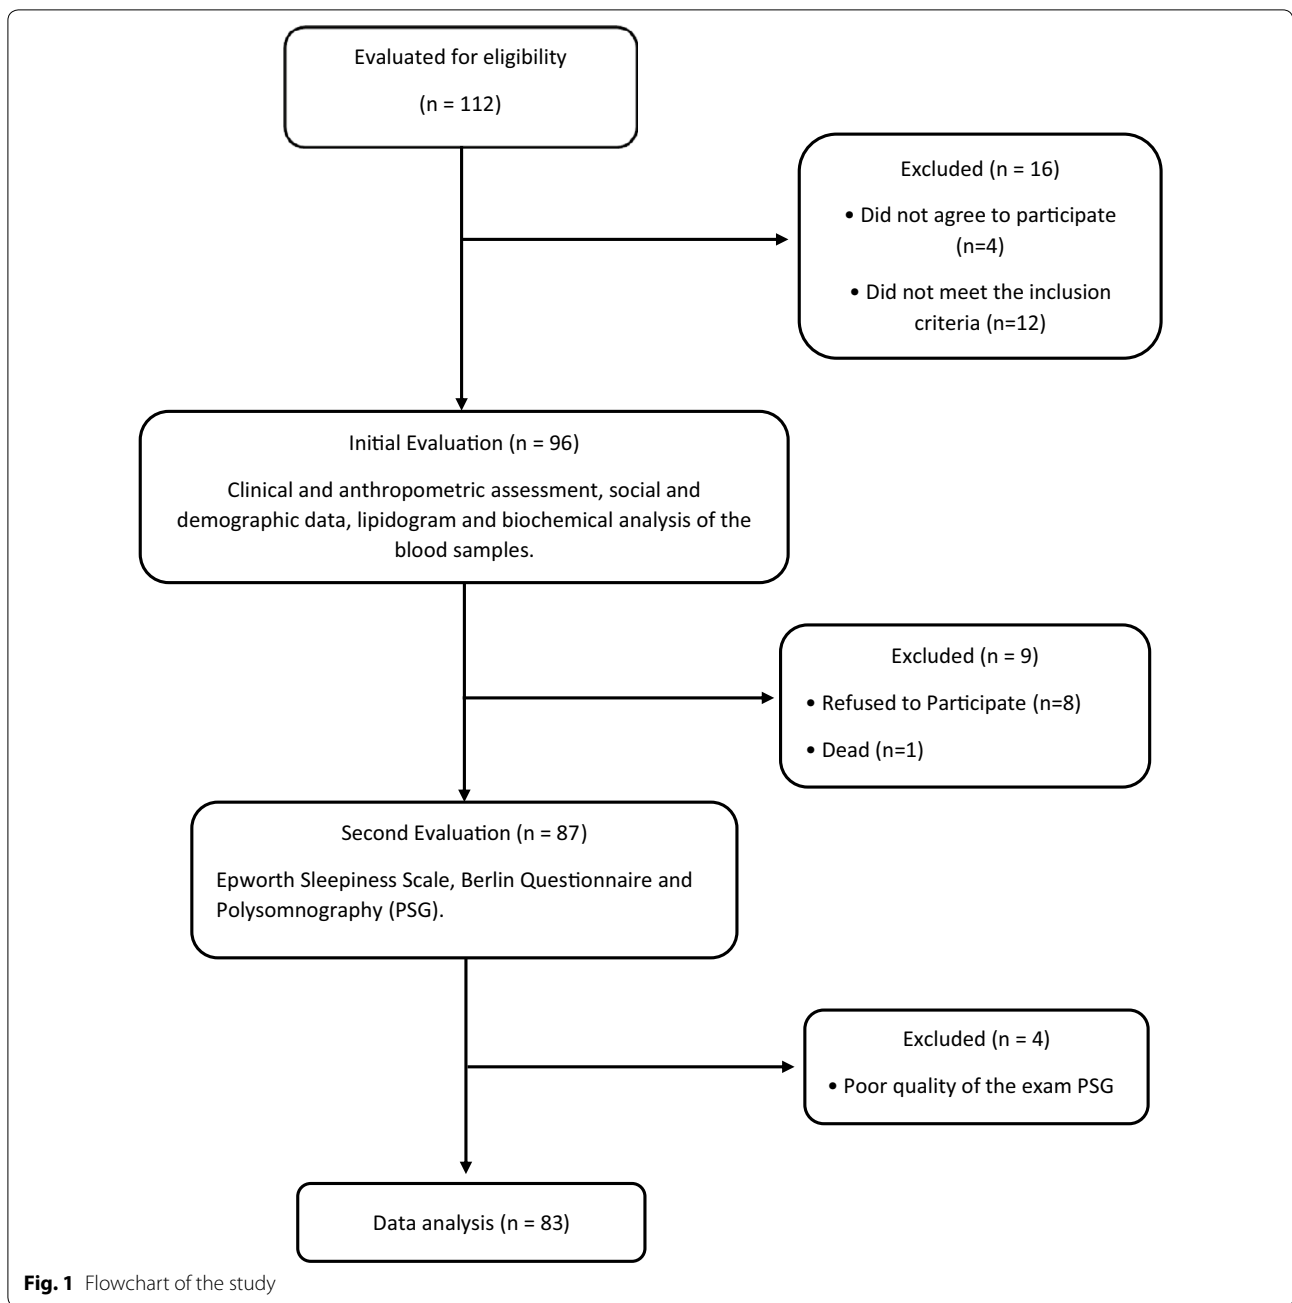 Evaluated for eligibility
(n = 112)
Excluded (n = 16)
• Did not agree to participate
(n=4)
• Did not meet the inclusion
criteria (n=12)
Initial Evaluation (n = 96)
Clinical and anthropometric assessment, social and
demographic data, lipidogram and biochemical analysis of the
blood samples.
Excluded (n = 9)
• Refused to Participate (n=8)
• Dead (n=1)
Second Evaluation (n = 87)
Epworth Sleepiness Scale, Berlin Questionnaire and
Polysomnography (PSG).
Excluded (n = 4)
• Poor quality of the exam PSG
Data analysis (n = 83)
Fig. 1 Flowchart of the study